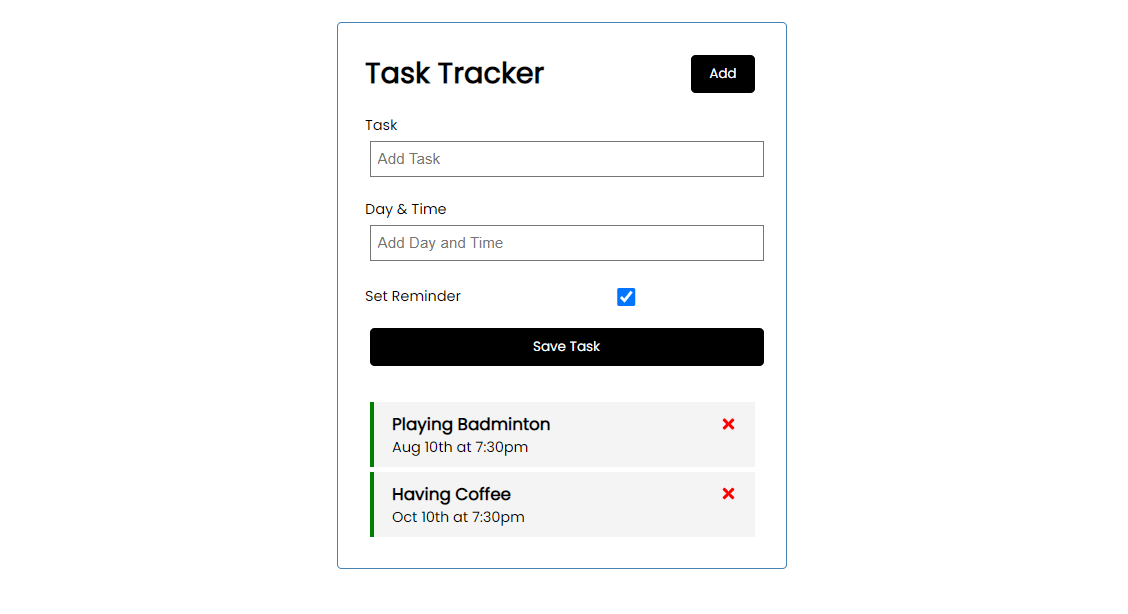 Task Tracker
Add
Task
Add Task
Day & Time
Add Day and Time
Set Reminder
Save Task
Playing Badminton
Aug 10th at 7:30pm
Having Coffee
Oct 10th at 7:30pm